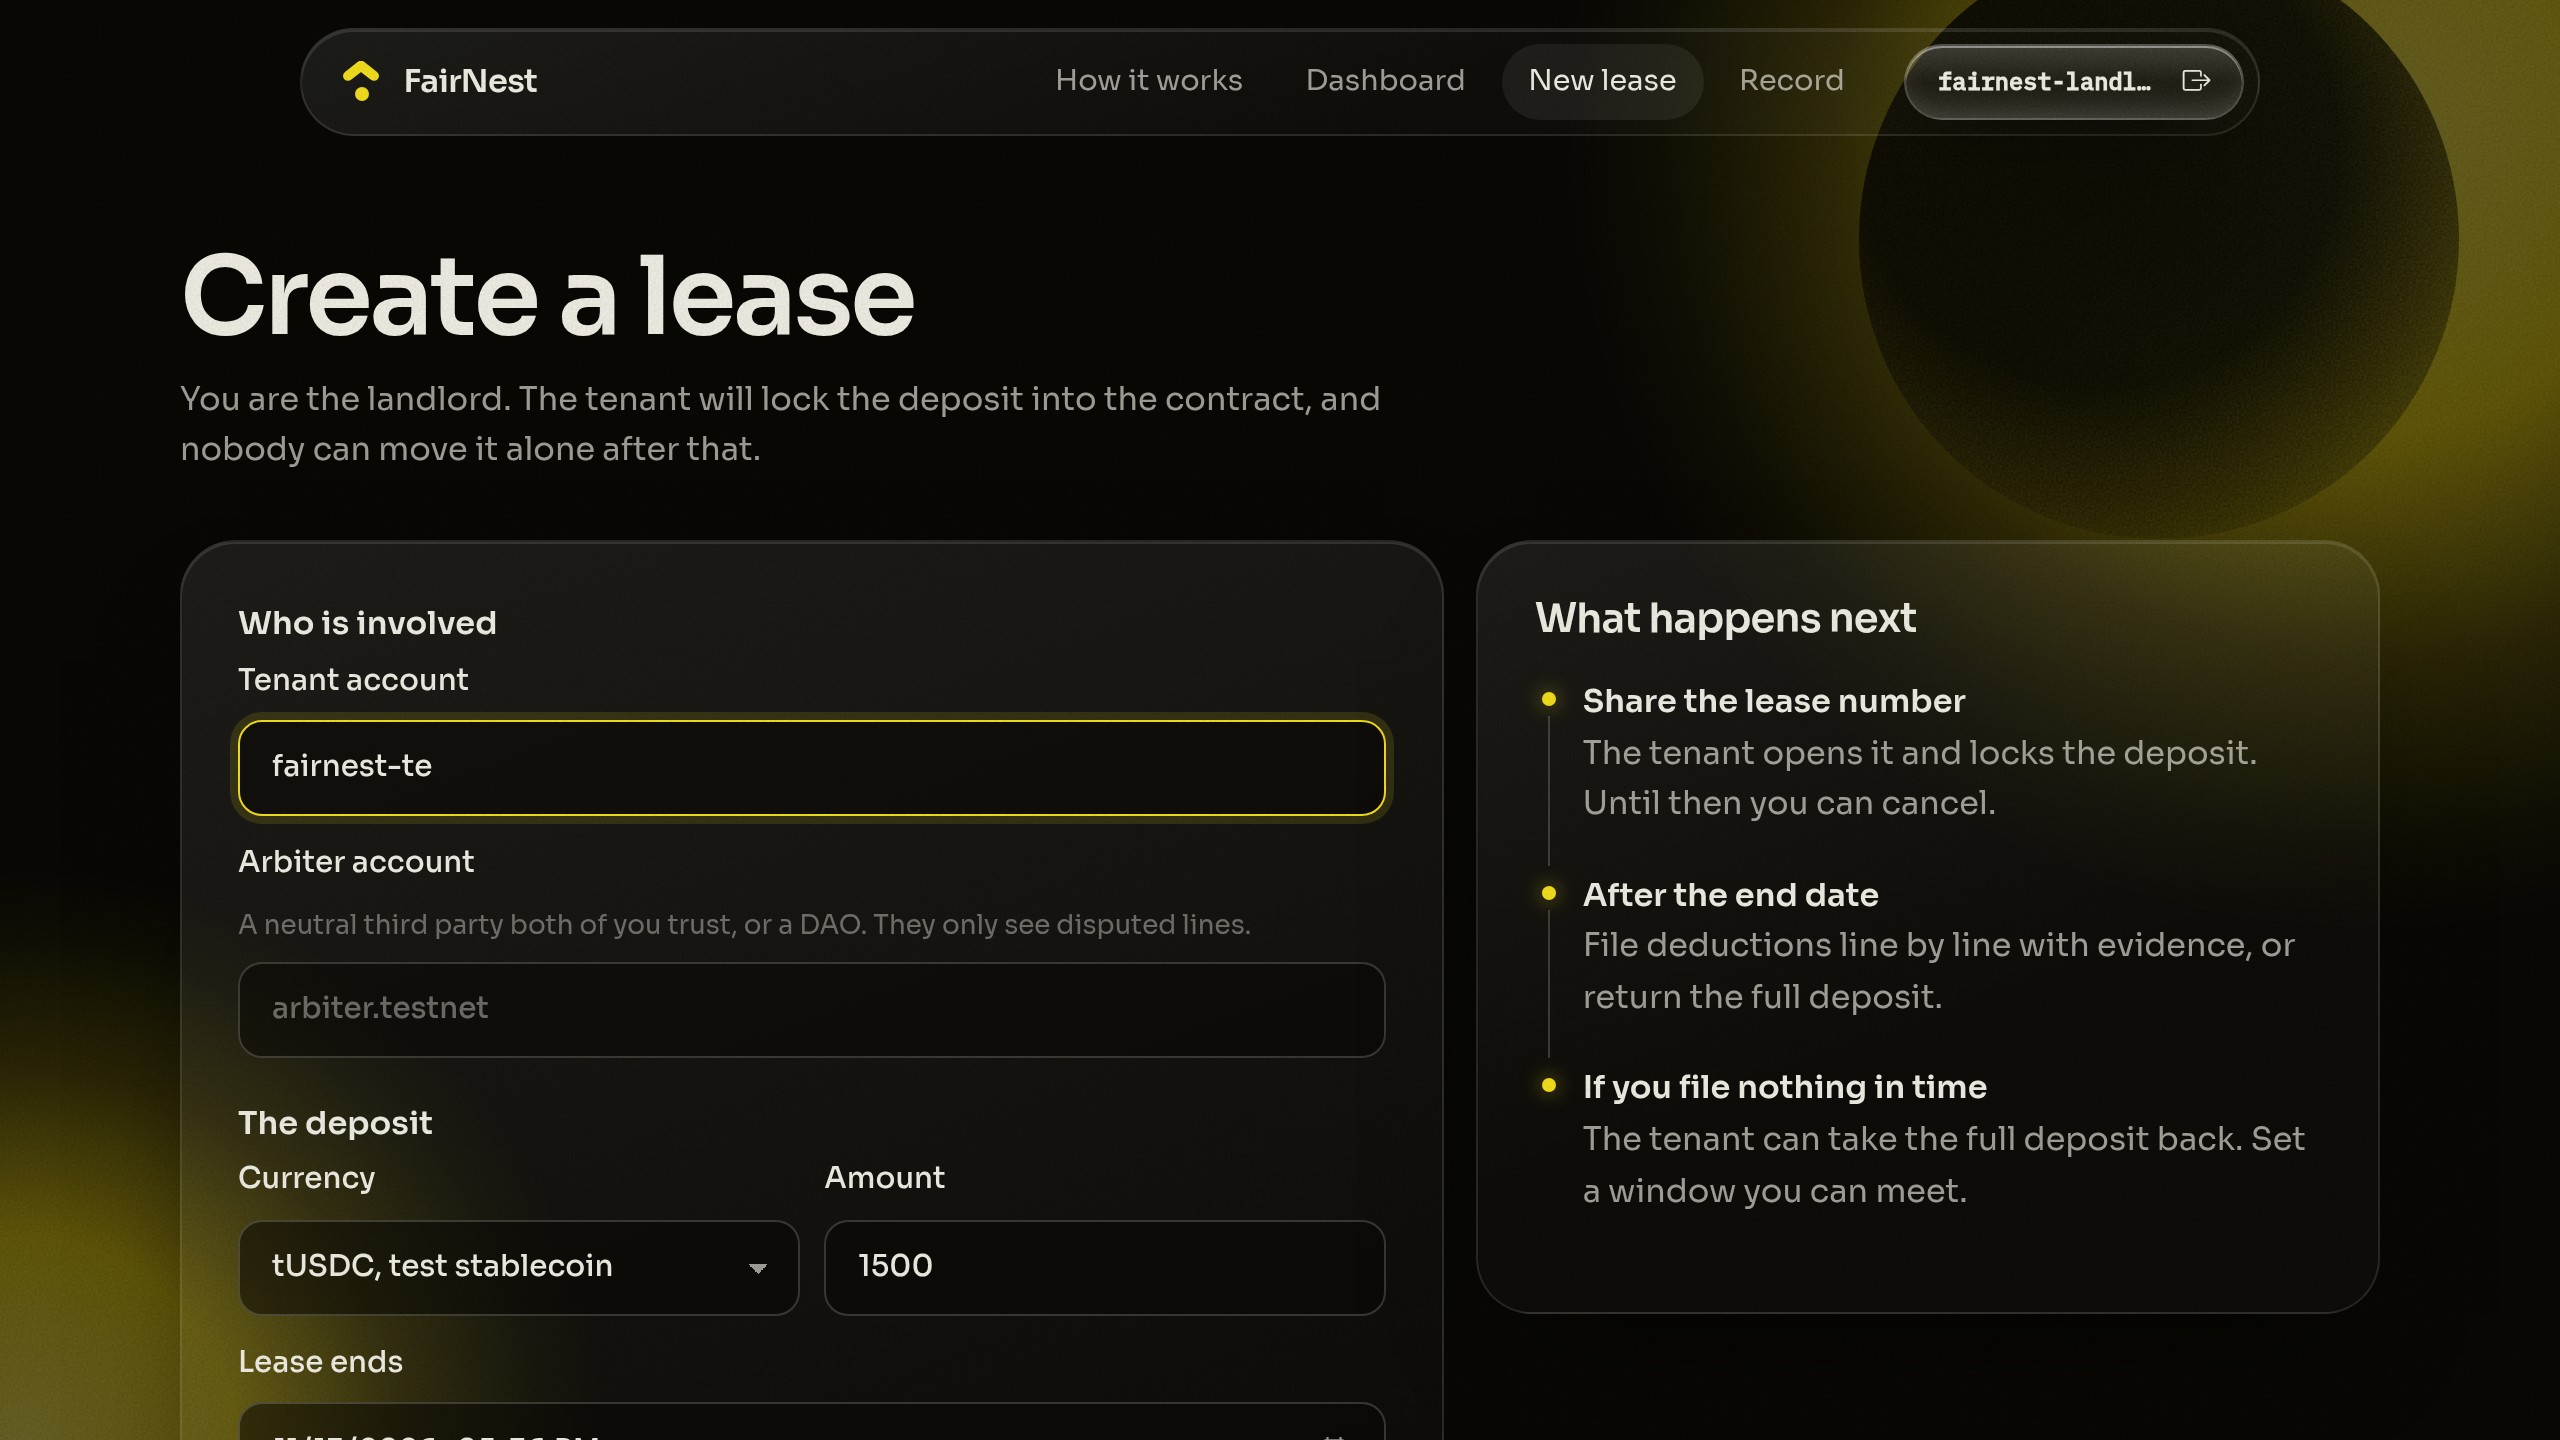 FairNest
How it works
Dashboard
New lease
Record
fairnest-landl…
Create a lease
You are the landlord. The tenant will lock the deposit into the contract, and
nobody can move it alone after that.
Who is involved
Tenant account
fairnest-te
Arbiter account
A neutral third party both of you trust, or a DAO. They only see disputed lines.
arbiter.testnet
The deposit
Currency
Amount
tUSDC, test stablecoin
1500
Lease ends
What happens next
Share the lease number
The tenant opens it and locks the deposit.
Until then you can cancel.
After the end date
File deductions line by line with evidence, or
return the full deposit.
If you file nothing in time
The tenant can take the full deposit back. Set
a window you can meet.